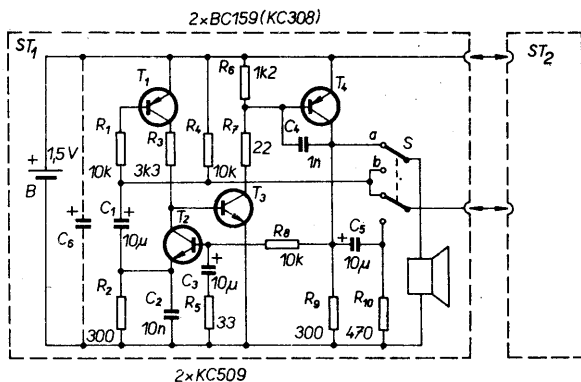 2×BC159(KC308)
ST1
ST2
T1
R6
1k2
T4
R1
R3
R4
R7
C4
a
S
+
1,5V
22
1n
b
B
10k
3k3
10k
C1
+
T3
+
C6
10µ
T2
R8
+
C5
+
C3
10k
10µ
R2
10µ
R9
R10
C2
R5
300
10n
33
300
470
2×KC509